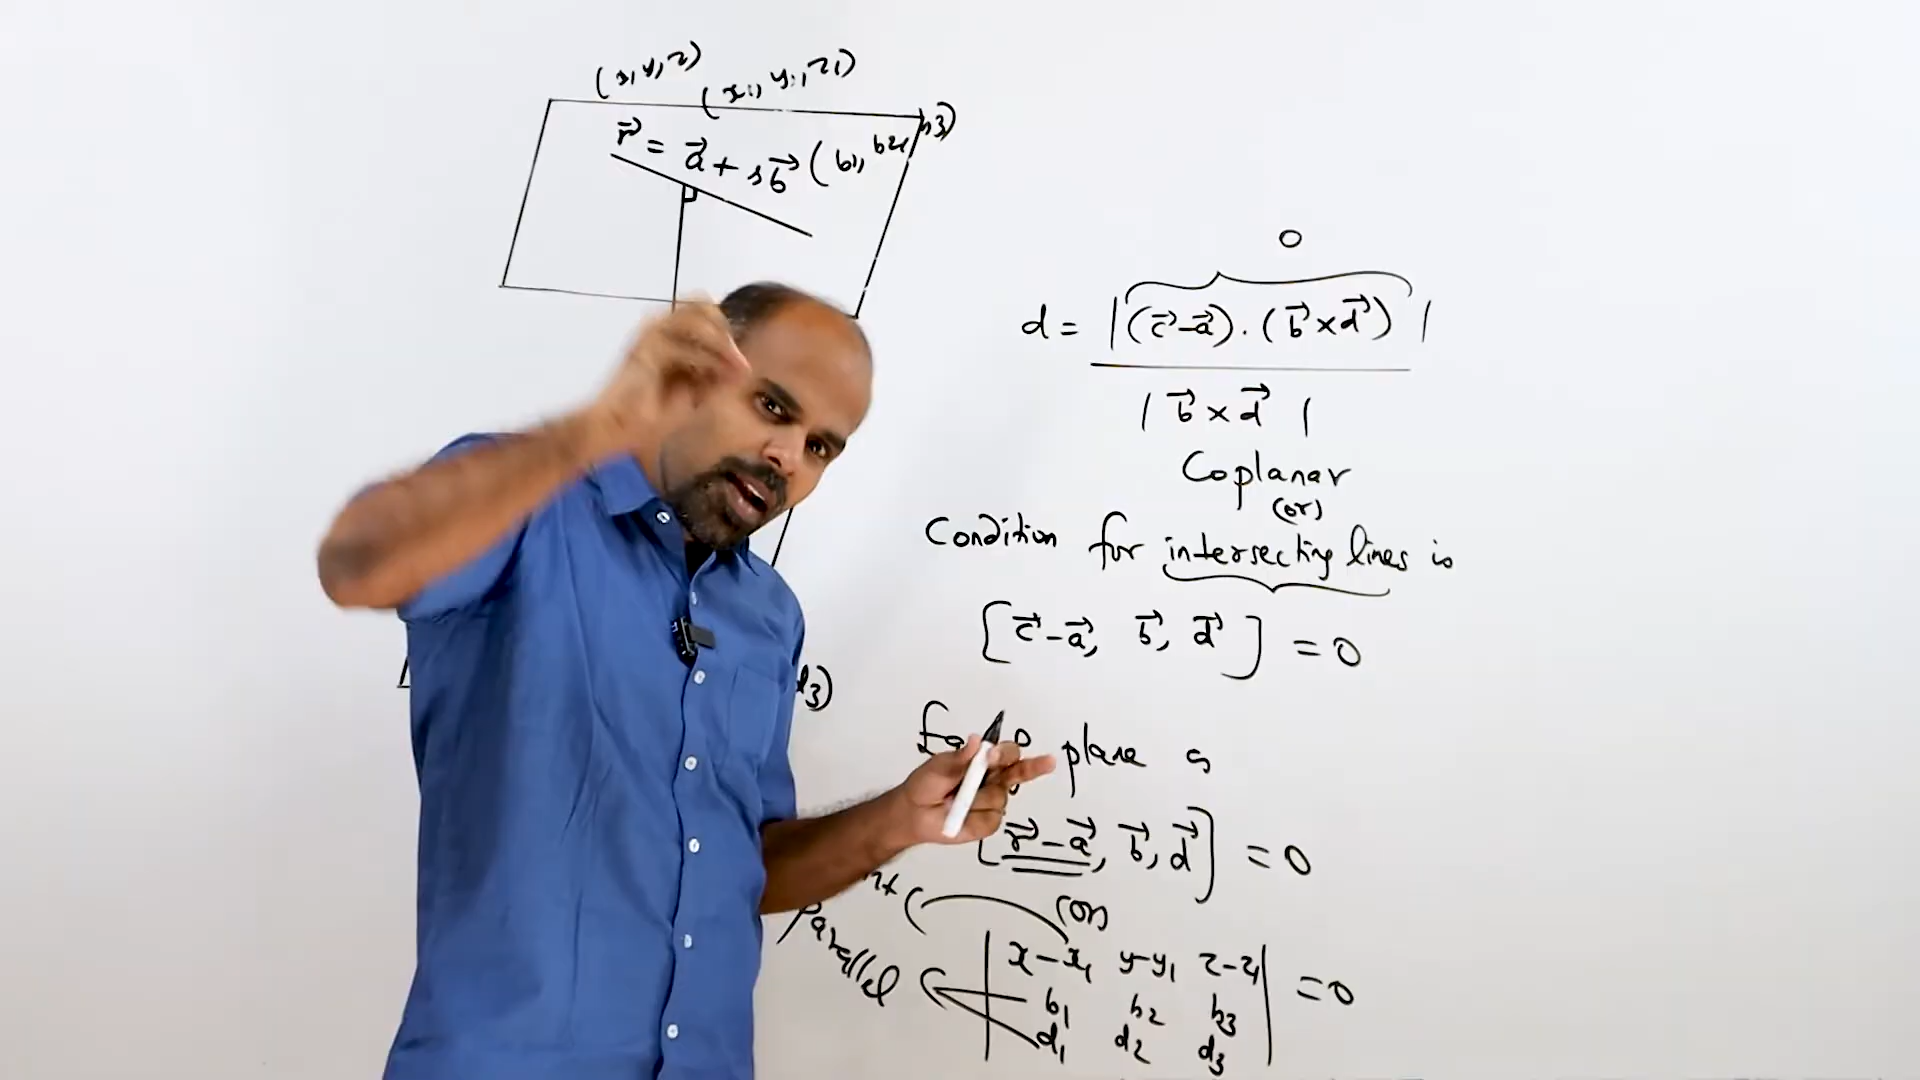 (x, y, z)
(x1, y1, z1)
r⃗ = a⃗ + s b⃗ (b1, b2, b3)
0
d = |(c⃗ – a⃗) . (b⃗ × d⃗)|
| b⃗ × d⃗ |
Coplanar
(or)
Condition for intersecting lines is
[c⃗ – a⃗, b⃗, d⃗] = 0
d3)
plane is
[r⃗ – a⃗, b⃗, d⃗] = 0
(or)
Parallel
| x – x1 y – y1 z – z1 |
| b1 b2 b3 | = 0
| d1 d2 d3 |